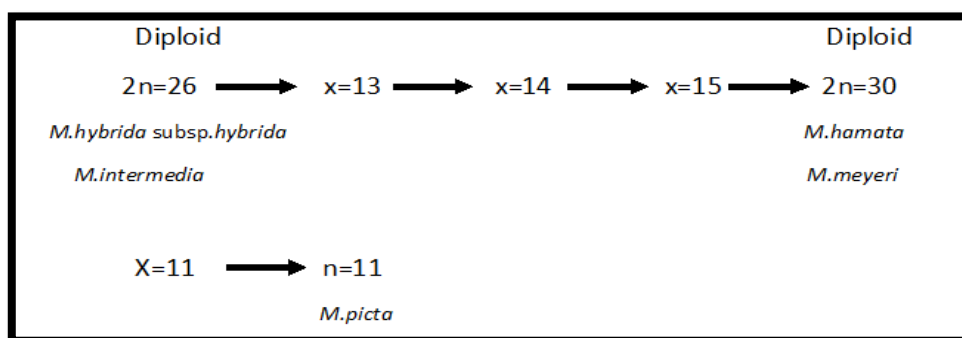 Diploid Diploid
2n=26 x=13 x=14 x=15 2n=30
M.hybrida subsp.hybrida M.hamata
M.intermedia M.meyeri
X=11 n=11
M.picta